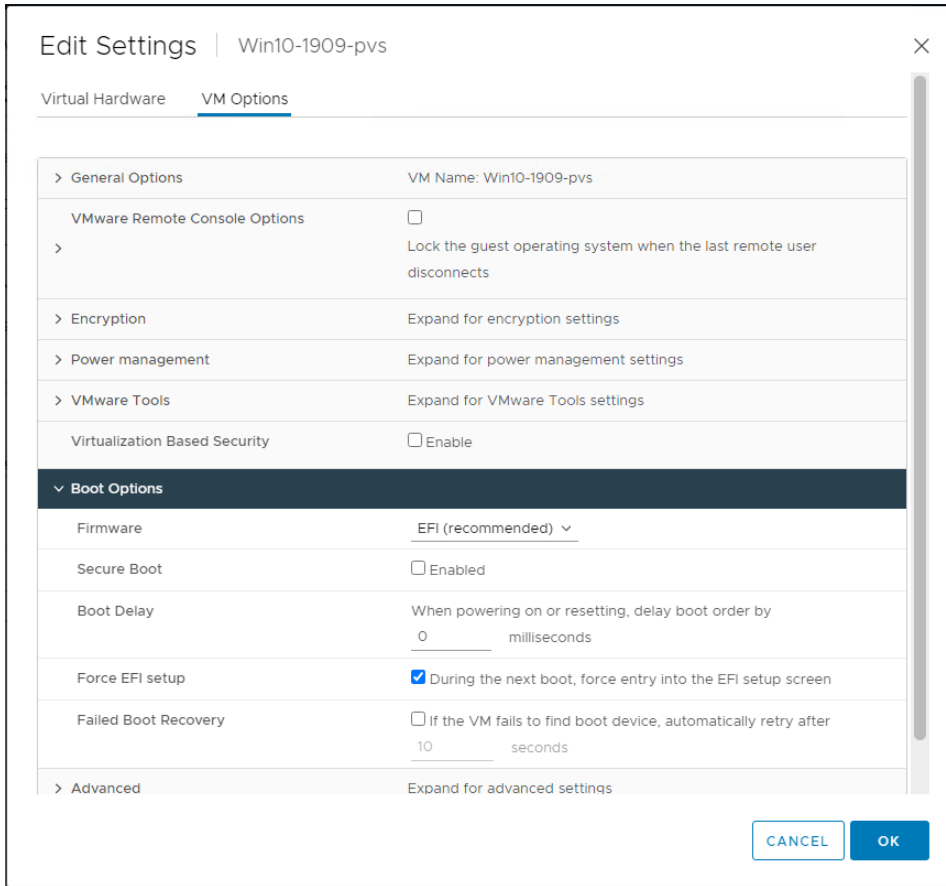 Edit Settings Win10-1909-pvs
Virtual Hardware VM Options
General Options VM Name: Win10-1909-pvs
VMware Remote Console Options
Lock the guest operating system when the last remote user
disconnects
Encryption Expand for encryption settings
Power management Expand for power management settings
VMware Tools Expand for VMware Tools settings
Virtualization Based Security Enable
Boot Options
Firmware EFI (recommended)
Secure Boot Enabled
Boot Delay When powering on or resetting, delay boot order by
0 milliseconds
Force EFI setup During the next boot, force entry into the EFI setup screen
Failed Boot Recovery If the VM fails to find boot device, automatically retry after
10 seconds
Advanced Expand for advanced settings
CANCEL OK